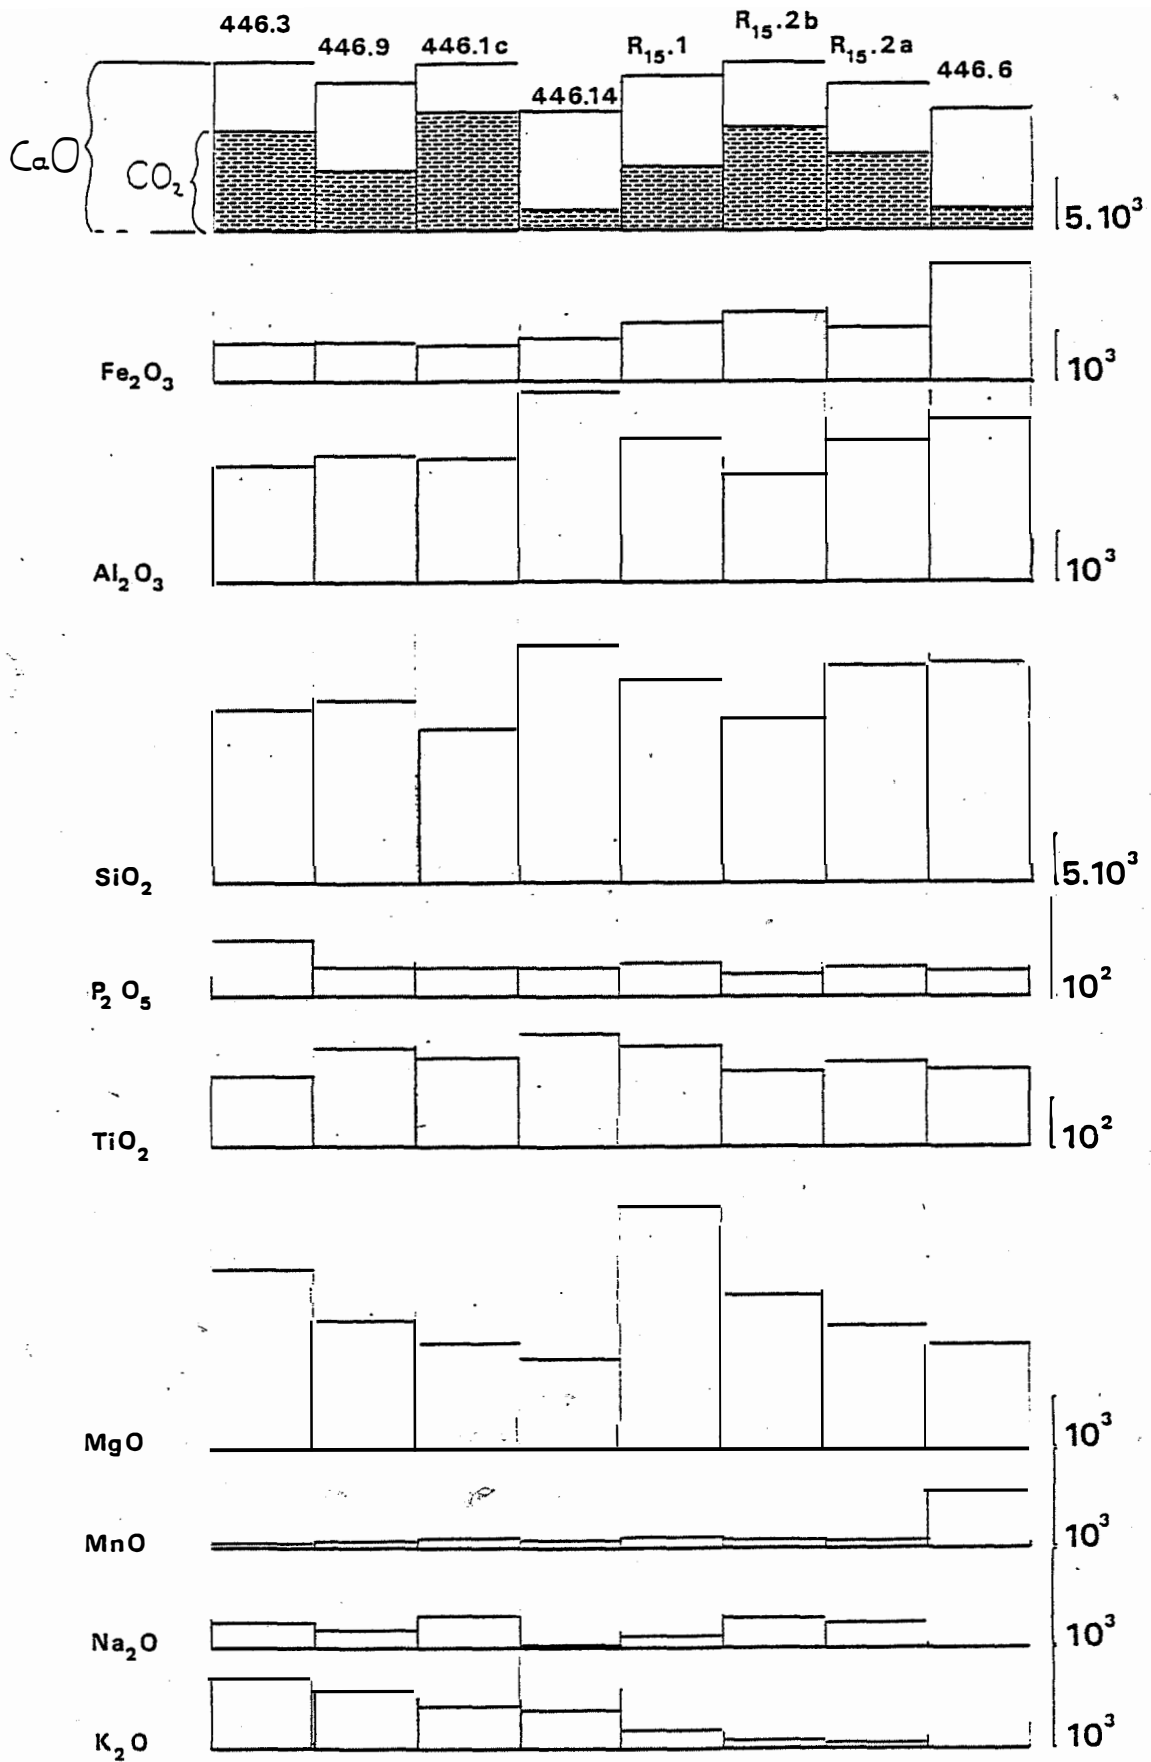 446.3
446.9
446.1c
446.14
R₁₅.1
R₁₅.2b
R₁₅.2a
446.6
CaO
CO₂
5.10³
Fe₂O₃
10³
Al₂O₃
10³
SiO₂
5.10³
P₂O₅
10²
TiO₂
10²
MgO
10³
MnO
10³
Na₂O
10³
K₂O
10³